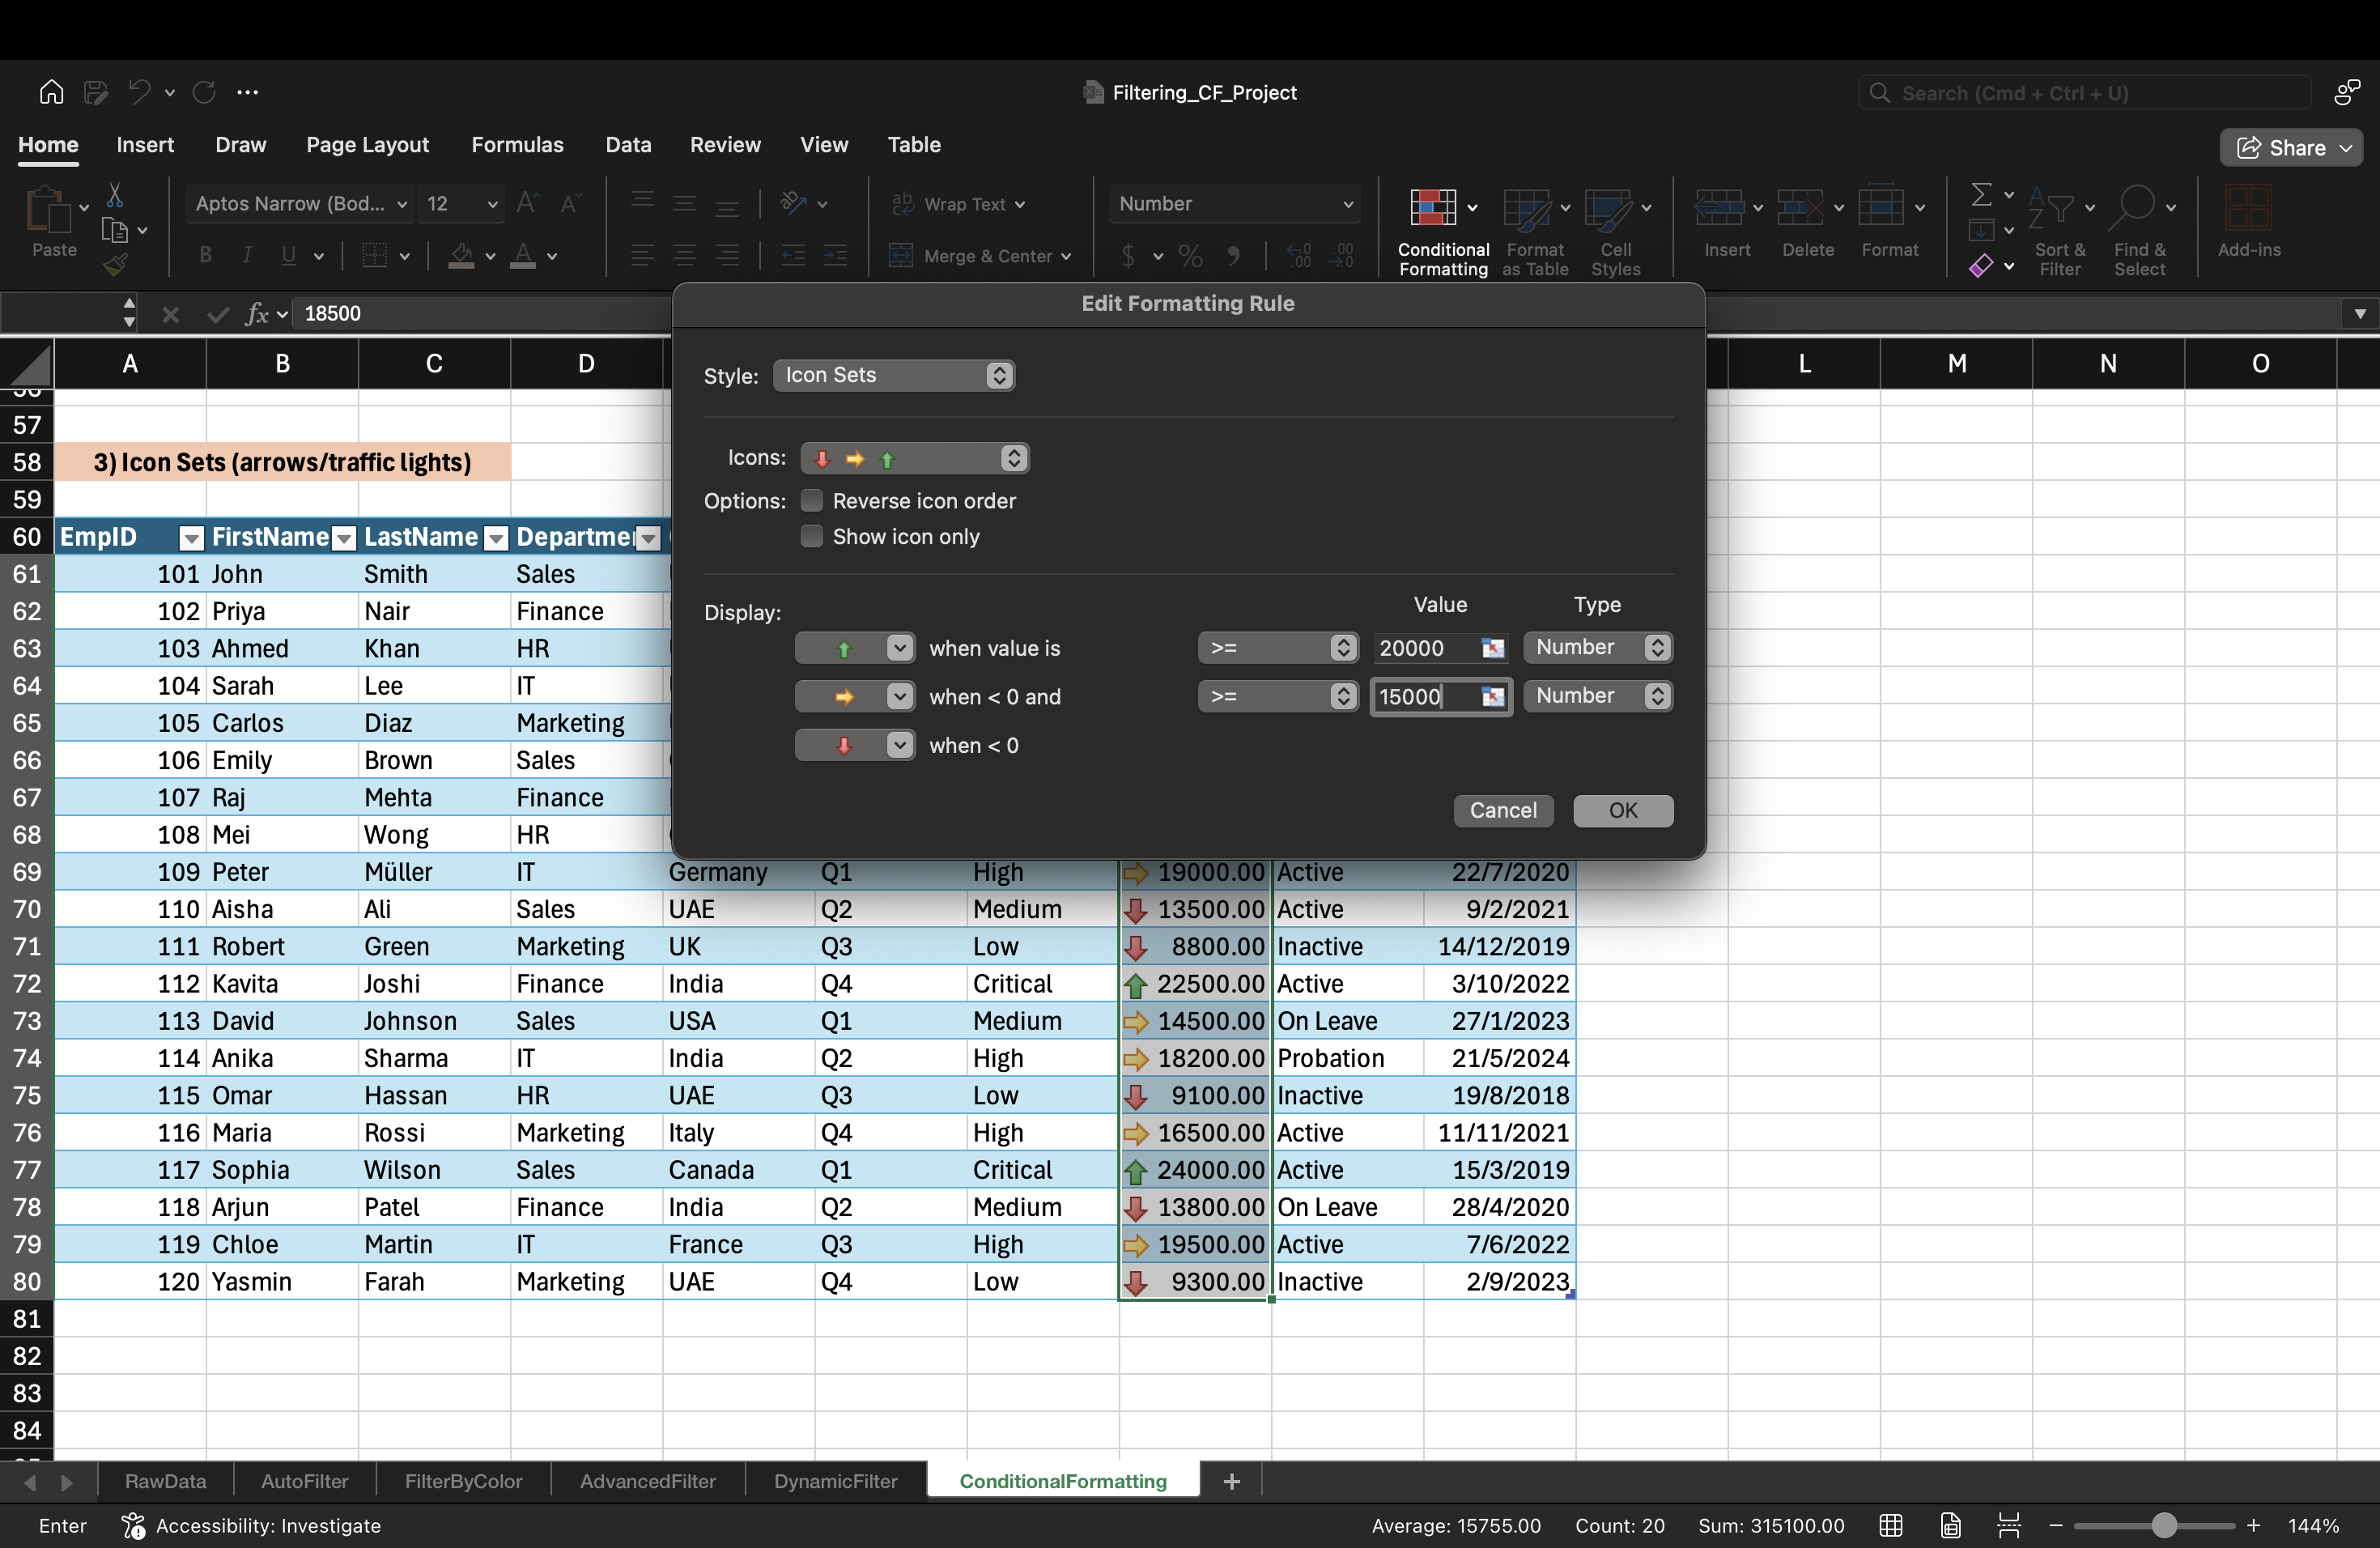 Filtering_CF_Project
Search (Cmd + Ctrl + U)
Home Insert Draw Page Layout Formulas Data Review View Table
Share
Paste
Aptos Narrow (Bod... 12
B I U
Wrap Text
Merge & Center
Number
$ % 
Conditional Formatting
Format as Table
Cell Styles
Insert
Delete
Format
Sort & Filter
Find & Select
Add-ins
fx 18500
A B C D L M N O
57
58 3) Icon Sets (arrows/traffic lights)
59
60 EmpID FirstName LastName
61 101 John Smith Sales
62 102 Priya Nair Finance
63 103 Ahmed Khan HR
64 104 Sarah Lee IT
65 105 Carlos Diaz Marketing
66 106 Emily Brown Sales
67 107 Raj Mehta Finance
68 108 Mei Wong HR
69 109 Peter Müller IT Germany Q1 High 19000.00 Active 22/7/2020
70 110 Aisha Ali Sales UAE Q2 Medium 13500.00 Active 9/2/2021
71 111 Robert Green Marketing UK Q3 Low 8800.00 Inactive 14/12/2019
72 112 Kavita Joshi Finance India Q4 Critical 22500.00 Active 3/10/2022
73 113 David Johnson Sales USA Q1 Medium 14500.00 On Leave 27/1/2023
74 114 Anika Sharma IT India Q2 High 18200.00 Probation 21/5/2024
75 115 Omar Hassan HR UAE Q3 Low 9100.00 Inactive 19/8/2018
76 116 Maria Rossi Marketing Italy Q4 High 16500.00 Active 11/11/2021
77 117 Sophia Wilson Sales Canada Q1 Critical 24000.00 Active 15/3/2019
78 118 Arjun Patel Finance India Q2 Medium 13800.00 On Leave 28/4/2020
79 119 Chloe Martin IT France Q3 High 19500.00 Active 7/6/2022
80 120 Yasmin Farah Marketing UAE Q4 Low 9300.00 Inactive 2/9/2023
81
82
83
84
Edit Formatting Rule
Style: Icon Sets
Icons:
Options: Reverse icon order
Show icon only
Display:
Value Type
when value is >= 20000 Number
when < 0 and >= 15000 Number
when < 0
Cancel OK
RawData AutoFilter FilterByColor AdvancedFilter DynamicFilter ConditionalFormatting +
Enter Accessibility: Investigate Average: 15755.00 Count: 20 Sum: 315100.00 144%